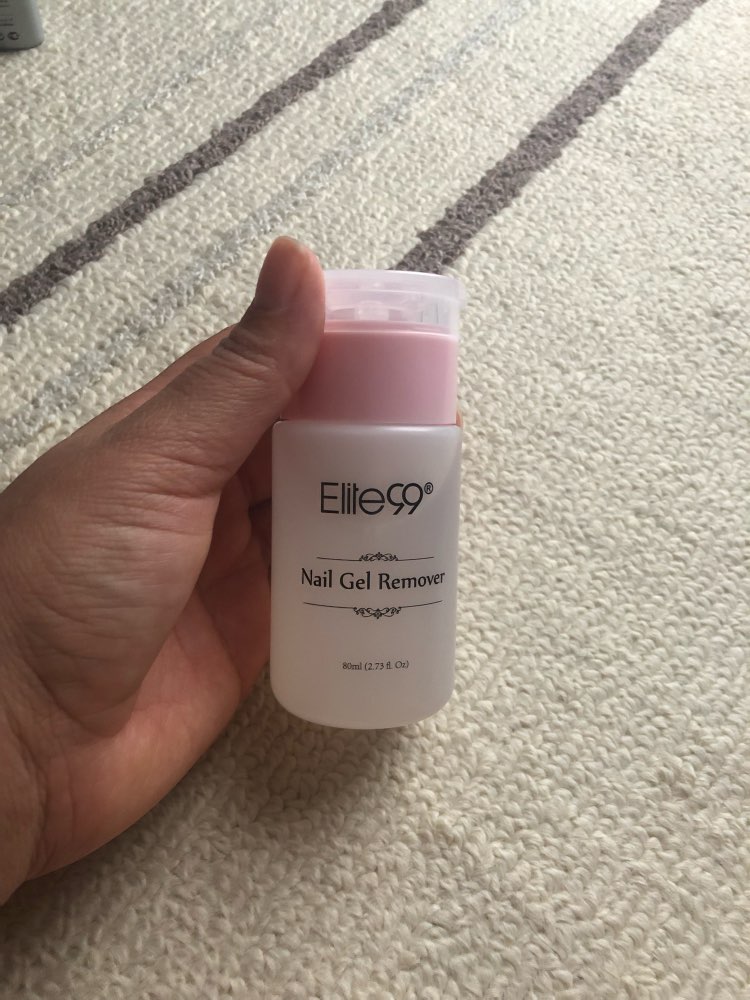 Elite99®
Nail Gel Remover
80ml (2.73 fl. Oz)